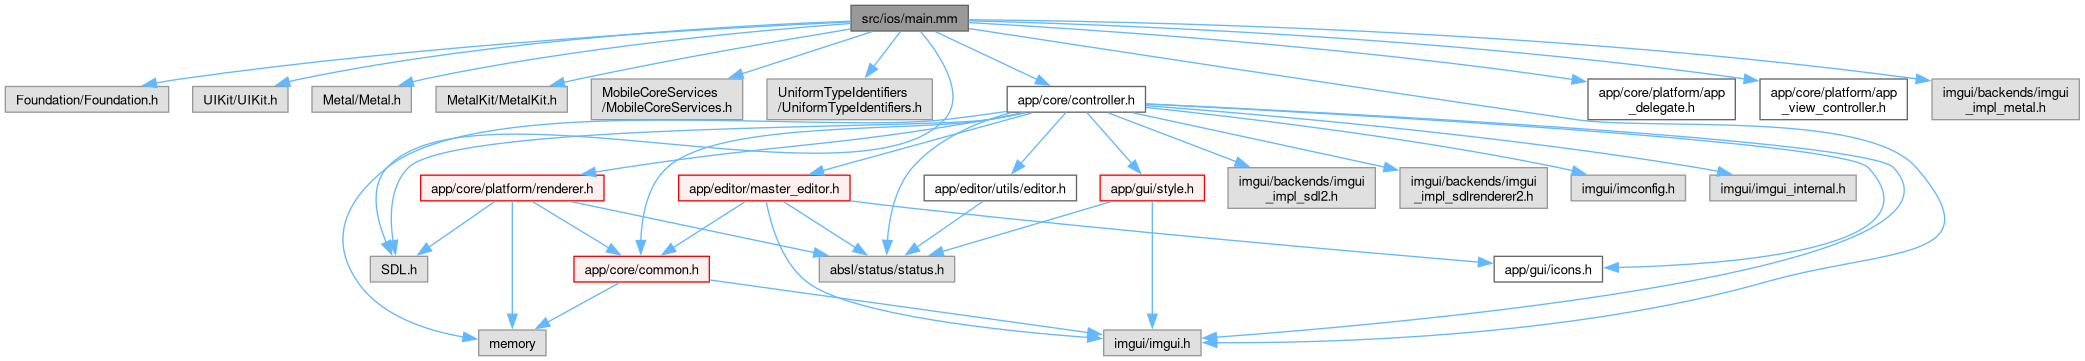 src/ios/main.mm
Foundation/Foundation.h
UIKit/UIKit.h
Metal/Metal.h
MetalKit/MetalKit.h
MobileCoreServices
/MobileCoreServices.h
UniformTypeIdentifiers
/UniformTypeIdentifiers.h
app/core/controller.h
app/core/platform/app
_delegate.h
app/core/platform/app
_view_controller.h
imgui/backends/imgui
_impl_metal.h
app/core/platform/renderer.h
app/editor/master_editor.h
app/editor/utils/editor.h
app/gui/style.h
imgui/backends/imgui
_impl_sdl2.h
imgui/backends/imgui
_impl_sdlrenderer2.h
imgui/imconfig.h
imgui/imgui_internal.h
SDL.h
app/core/common.h
absl/status/status.h
app/gui/icons.h
memory
imgui/imgui.h